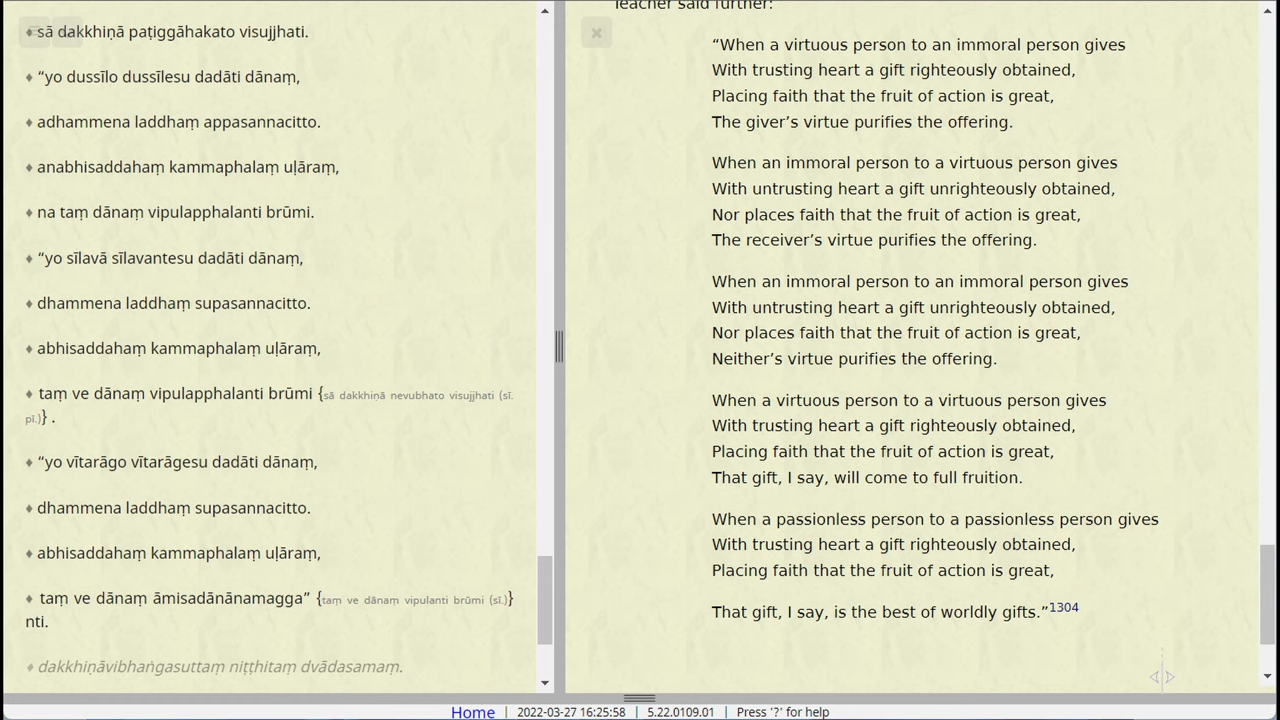 ♦ sā dakkhiṇā paṭiggāhakato visujjhati.
♦ “yo dussīlo dussīlesu dadāti dānaṃ,
♦ adhammena laddhaṃ appasannacitto.
♦ anabhisaddahaṃ kammaphalaṃ uḷāraṃ,
♦ na taṃ dānaṃ vipulapphalanti brūmi.
♦ “yo sīlavā sīlavantesu dadāti dānaṃ,
♦ dhammena laddhaṃ supasannacitto.
♦ abhisaddahaṃ kammaphalaṃ uḷāraṃ,
♦ taṃ ve dānaṃ vipulapphalanti brūmi {sā dakkhiṇā nevubhato visujjhati (sī.
pī.)} .
♦ “yo vītarāgo vītarāgesu dadāti dānaṃ,
♦ dhammena laddhaṃ supasannacitto.
♦ abhisaddahaṃ kammaphalaṃ uḷāraṃ,
♦ taṃ ve dānaṃ āmisadānānamagga” {taṃ ve dānaṃ vipulanti brūmi (sī.)}
nti.
♦ dakkhiṇāvibhaṅgasuttaṃ niṭṭhitaṃ dvādasamaṃ.
Teacher said further:
“When a virtuous person to an immoral person gives
With trusting heart a gift righteously obtained,
Placing faith that the fruit of action is great,
The giver’s virtue purifies the offering.
When an immoral person to a virtuous person gives
With untrusting heart a gift unrighteously obtained,
Nor places faith that the fruit of action is great,
The receiver’s virtue purifies the offering.
When an immoral person to an immoral person gives
With untrusting heart a gift unrighteously obtained,
Nor places faith that the fruit of action is great,
Neither’s virtue purifies the offering.
When a virtuous person to a virtuous person gives
With trusting heart a gift righteously obtained,
Placing faith that the fruit of action is great,
That gift, I say, will come to full fruition.
When a passionless person to a passionless person gives
With trusting heart a gift righteously obtained,
Placing faith that the fruit of action is great,
That gift, I say, is the best of worldly gifts.”1304
Home | 2022-03-27 16:25:58 | 5.22.0109.01 | Press '?' for help